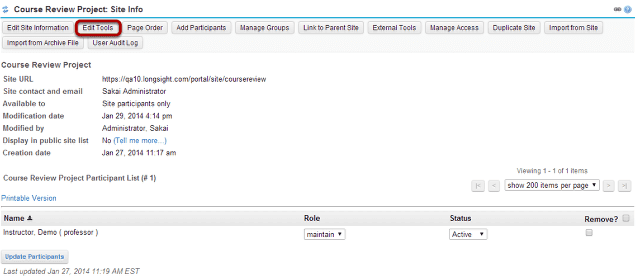 Course Review Project: Site Info
Edit Site Information Edit Tools Page Order Add Participants Manage Groups Link to Parent Site External Tools Manage Access Duplicate Site Import from Site
Import from Archive File User Audit Log
Course Review Project
Site URL https://qa10.longsight.com/portal/site/coursereview
Site contact and email Sakai Administrator
Available to Site participants only
Modification date Jan 29, 2014 4:14 pm
Modified by Administrator, Sakai
Display in public site list No (Tell me more...)
Creation date Jan 27, 2014 11:17 am
Viewing 1 - 1 of 1 items
Course Review Project Participant List (# 1)
|< < show 200 items per page > >|
Printable Version
Name Role Status Remove?
Instructor, Demo ( professor ) maintain Active
Update Participants
Last updated Jan 27, 2014 11:19 AM EST